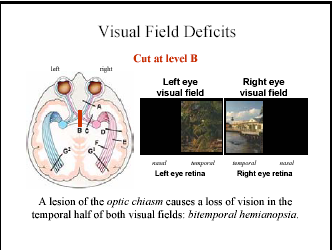 Visual Field Deficits
Cut at level B
left right
Left eye
visual field
Right eye
visual field
A
B C
D
E
F
G²
G¹
nasal temporal temporal nasal
Left eye retina Right eye retina
A lesion of the optic chiasm causes a loss of vision in the
temporal half of both visual fields: bitemporal hemianopsia.